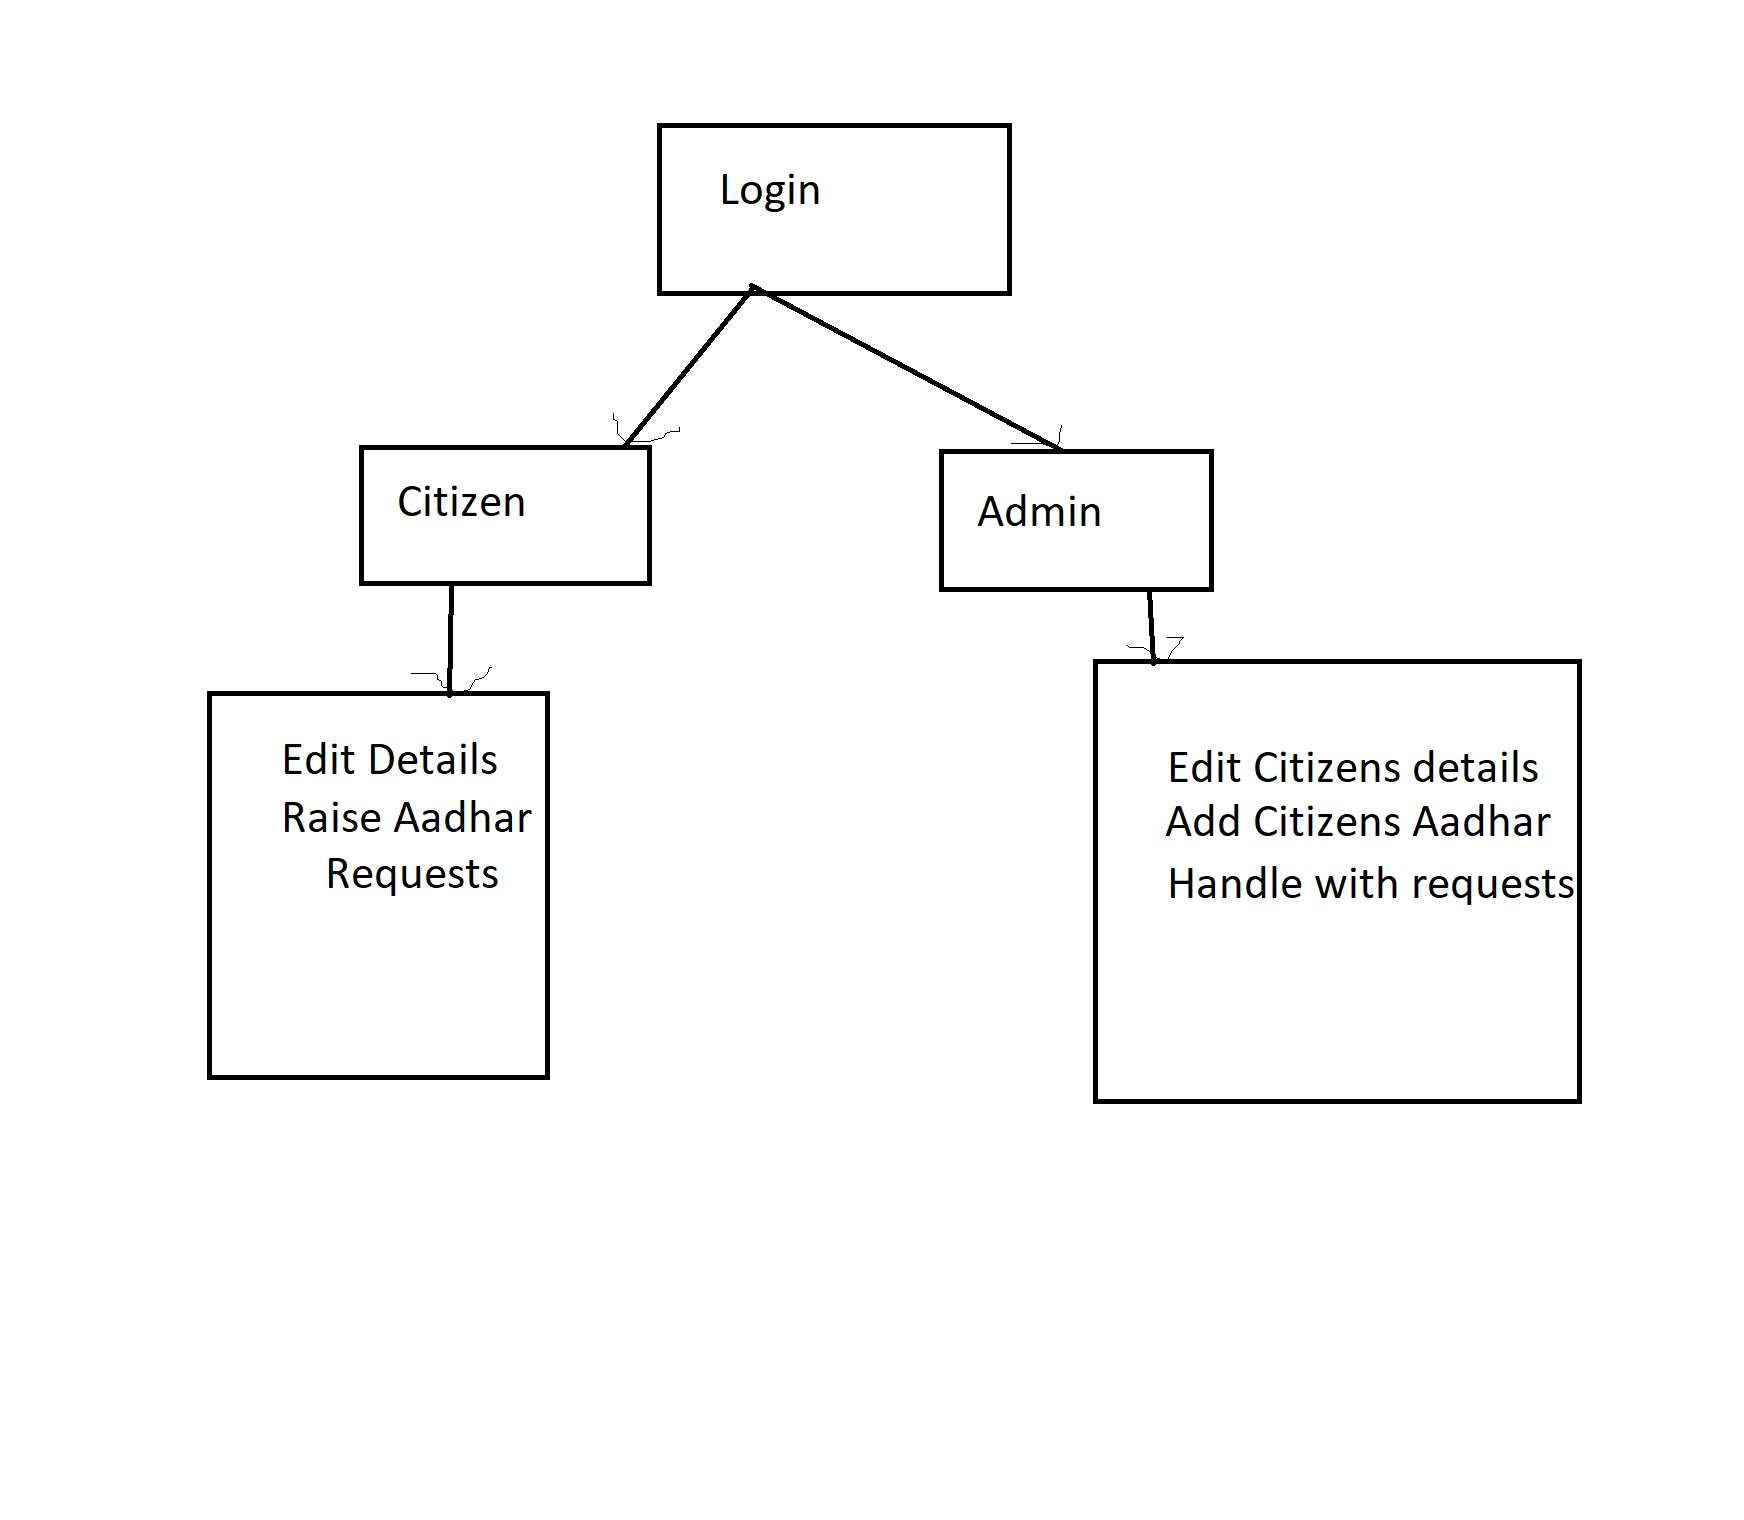 Login
Citizen
Admin
Edit Details
Raise Aadhar
Requests
Edit Citizens details
Add Citizens Aadhar
Handle with requests